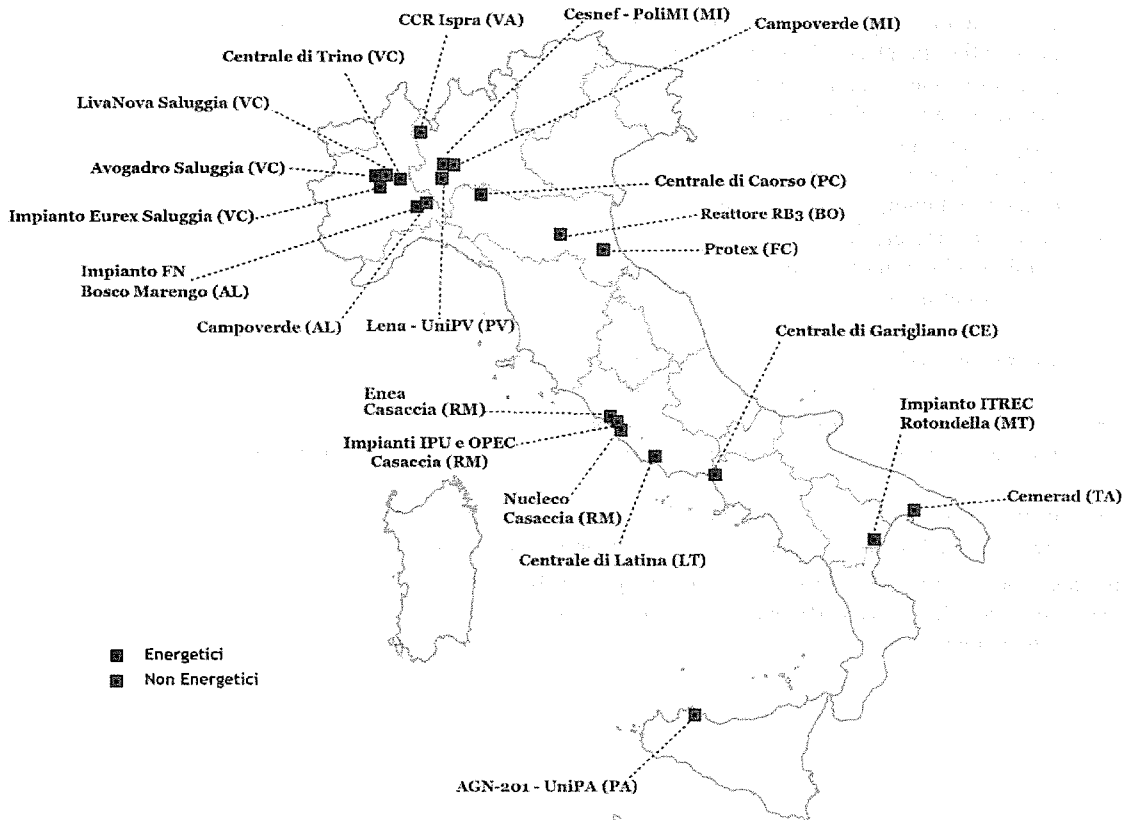 Cesnef - PoliMI (MI)
CCR Ispra (VA)
Campoverde (MI)
Centrale di Trino (VC)
LivaNova Saluggia (VC)
Avogadro Saluggia (VC)
Centrale di Caorso (PC)
Impianto Eurex Saluggia (VC)
Reattore RB3 (BO)
Protex (FC)
Impianto FN
Bosco Marengo (AL)
Campoverde (AL)
Lena - UniPV (PV)
Centrale di Garigliano (CE)
Enea
Casaccia (RM)
Impianto ITREC
Rotondella (MT)
Impianti IPU e OPEC
Casaccia (RM)
Nucleco
Casaccia (RM)
Cemerad (TA)
Centrale di Latina (LT)
Energetici
Non Energetici
AGN-201 - UniPA (PA)